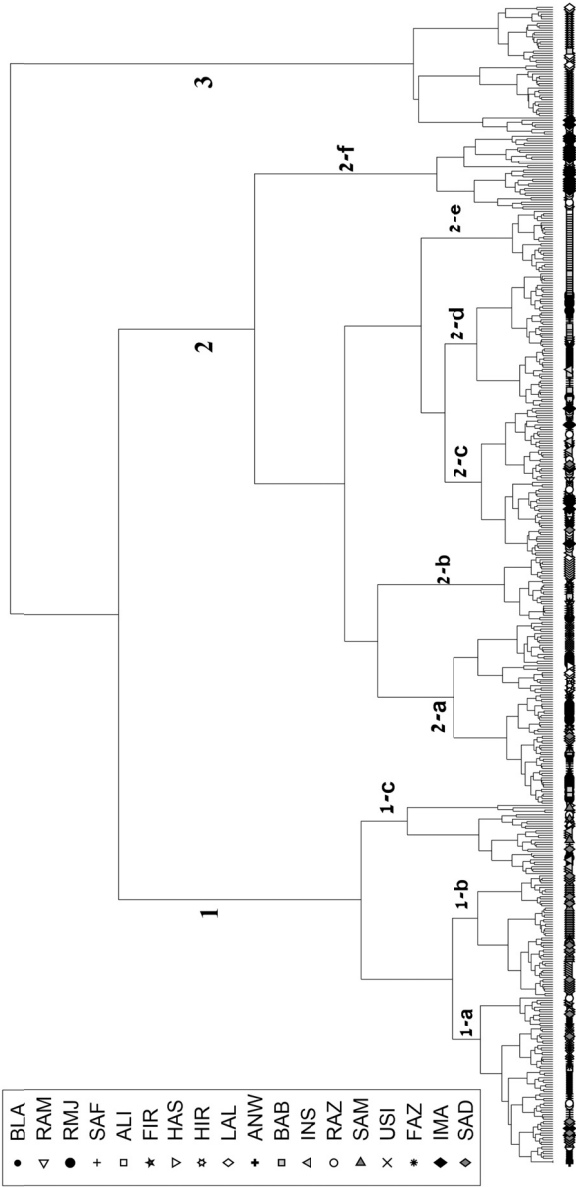 3
2-f
2-e
2
2-d
2-c
2-b
2-a
1-c
1
1-b
1-a
BLA
RAM
RMJ
SAF
ALI
FIR
HAS
HIR
LAL
ANW
BAB
INS
RAZ
SAM
USI
FAZ
IMA
SAD